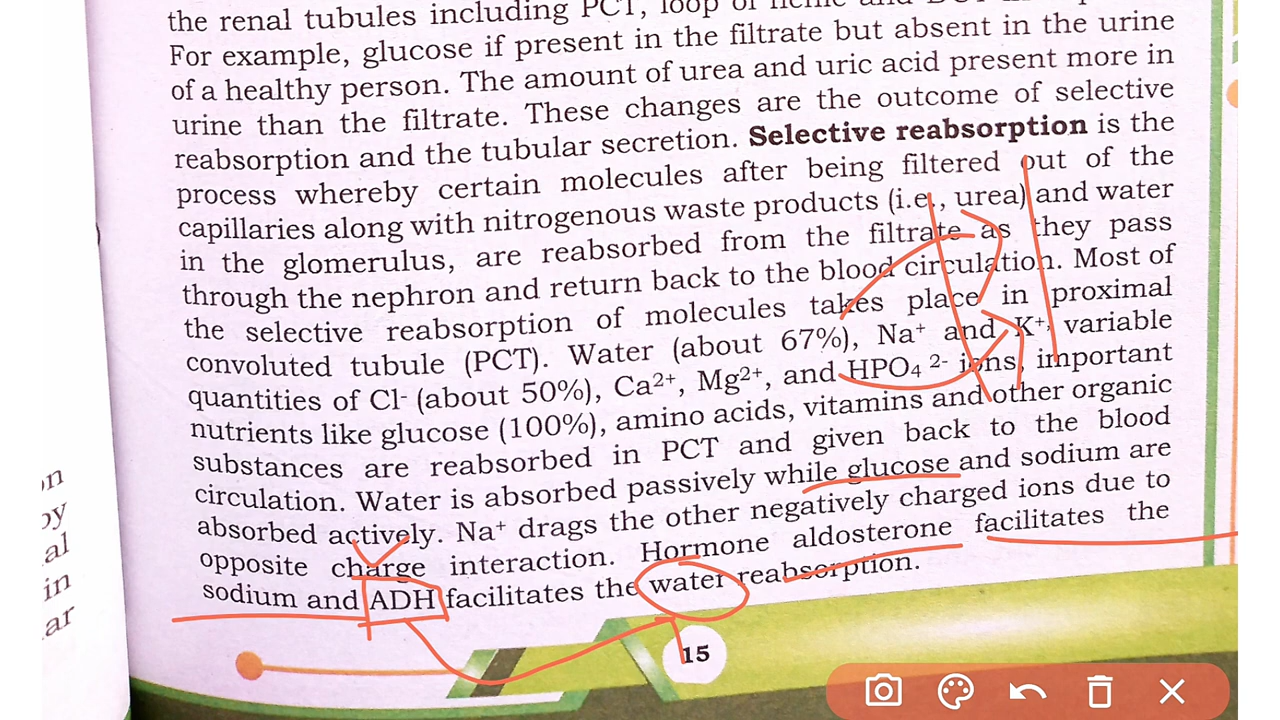 the renal tubules including PCT, loop of
For example, glucose if present in the filtrate but absent in the urine
of a healthy person. The amount of urea and uric acid present more in
urine than the filtrate. These changes are the outcome of selective
reabsorption and the tubular secretion. Selective reabsorption is the
process whereby certain molecules after being filtered out of the
capillaries along with nitrogenous waste products (i.e., urea) and water
in the glomerulus, are reabsorbed from the filtrate as they pass
through the nephron and return back to the blood circulation. Most of
the selective reabsorption of molecules takes place in proximal
convoluted tubule (PCT). Water (about 67%), Na⁺ and K⁺, variable
quantities of Cl⁻ (about 50%), Ca²⁺, Mg²⁺, and HPO₄ ²⁻ ions, important
nutrients like glucose (100%), amino acids, vitamins and other organic
substances are reabsorbed in PCT and given back to the blood
circulation. Water is absorbed passively while glucose and sodium are
absorbed actively. Na⁺ drags the other negatively charged ions due to
opposite charge interaction. Hormone aldosterone facilitates the
sodium and ADH facilitates the water reabsorption.
15
on
by
al
in
ar